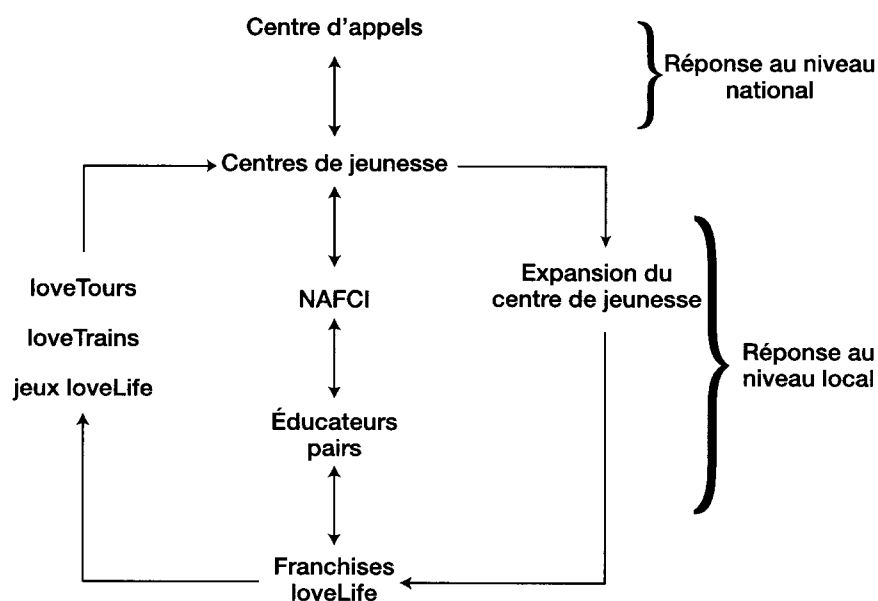 Centre d'appels
Réponse au niveau
national
Centres de jeunesse
loveTours
loveTrains
jeux loveLife
NAFCI
Expansion du
centre de jeunesse
Réponse au
niveau local
Éducateurs
pairs
Franchises
loveLife